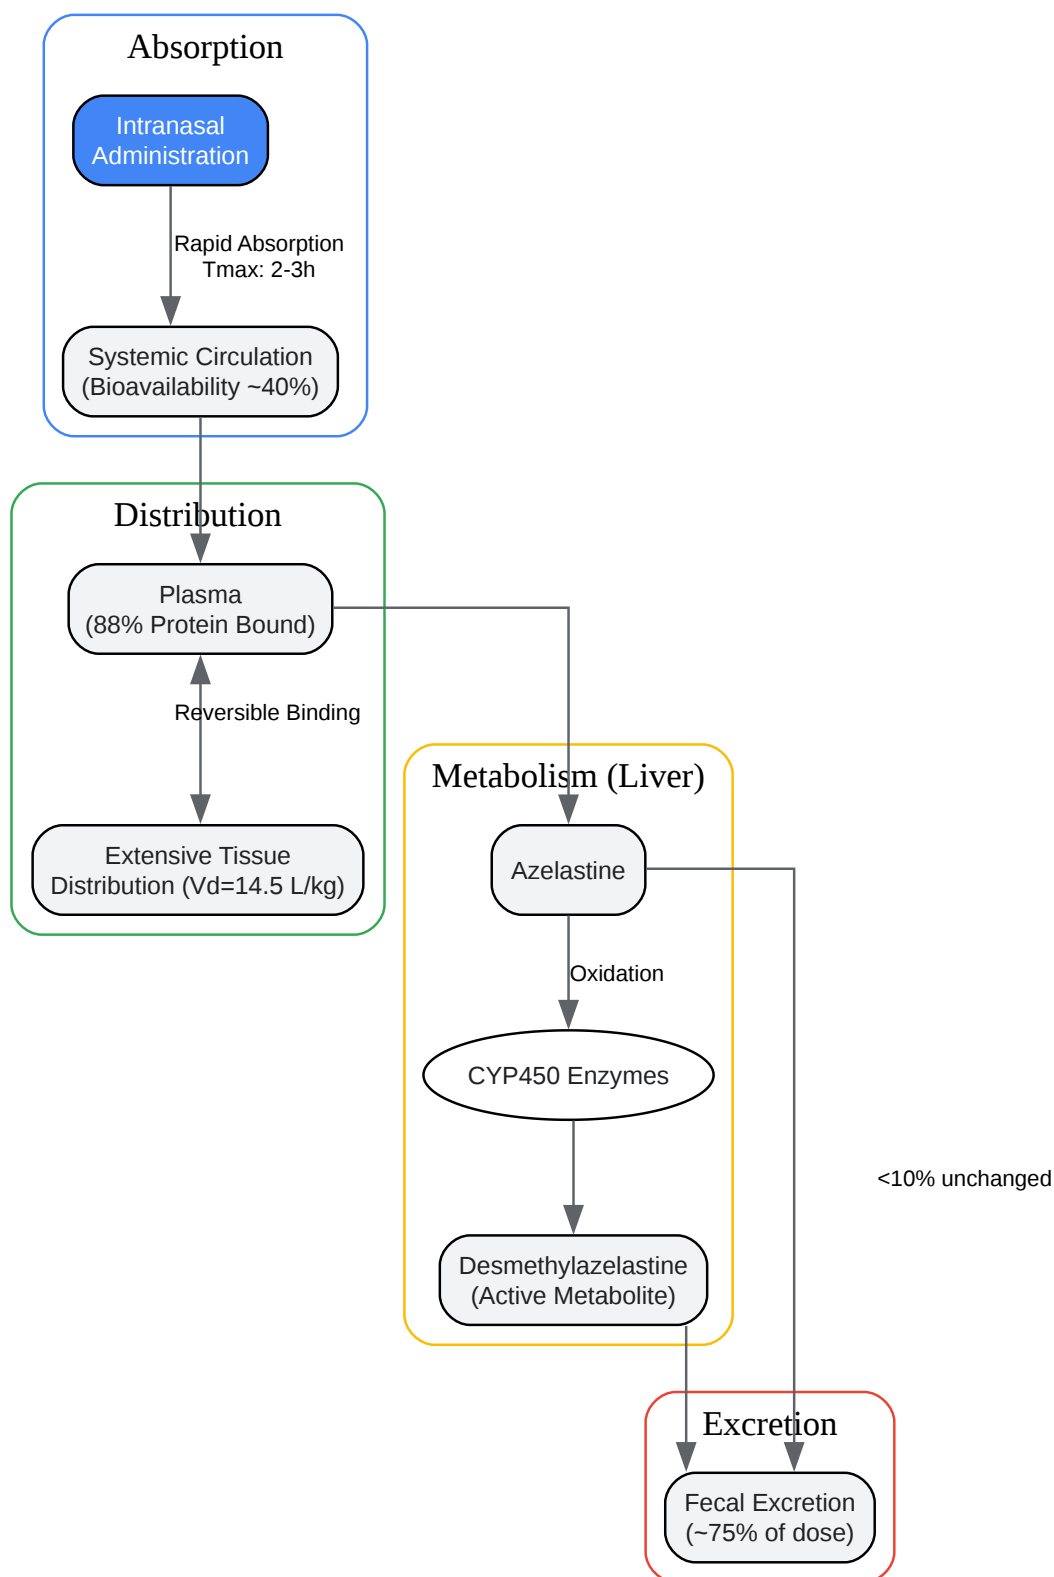 Absorption
Intranasal
Administration
Rapid Absorption
Tmax: 2-3h
Systemic Circulation
(Bioavailability ~40%)
Distribution
Plasma
(88% Protein Bound)
Reversible Binding
Extensive Tissue
Distribution (Vd=14.5 L/kg)
Metabolism (Liver)
Azelastine
Oxidation
CYP450 Enzymes
Desmethylazelastine
(Active Metabolite)
<10% unchanged
Excretion
Fecal Excretion
(~75% of dose)